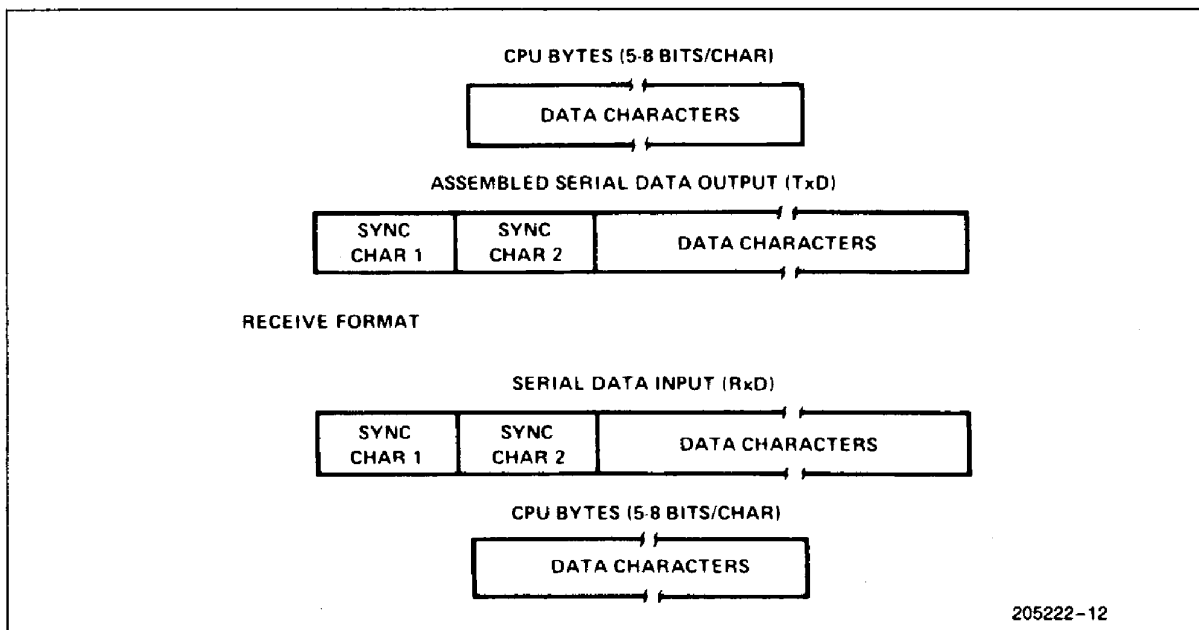 CPU BYTES (5-8 BITS/CHAR)
DATA CHARACTERS
ASSEMBLED SERIAL DATA OUTPUT (TxD)
SYNC CHAR 1
SYNC CHAR 2
DATA CHARACTERS
RECEIVE FORMAT
SERIAL DATA INPUT (RxD)
SYNC CHAR 1
SYNC CHAR 2
DATA CHARACTERS
CPU BYTES (5-8 BITS/CHAR)
DATA CHARACTERS
205222-12